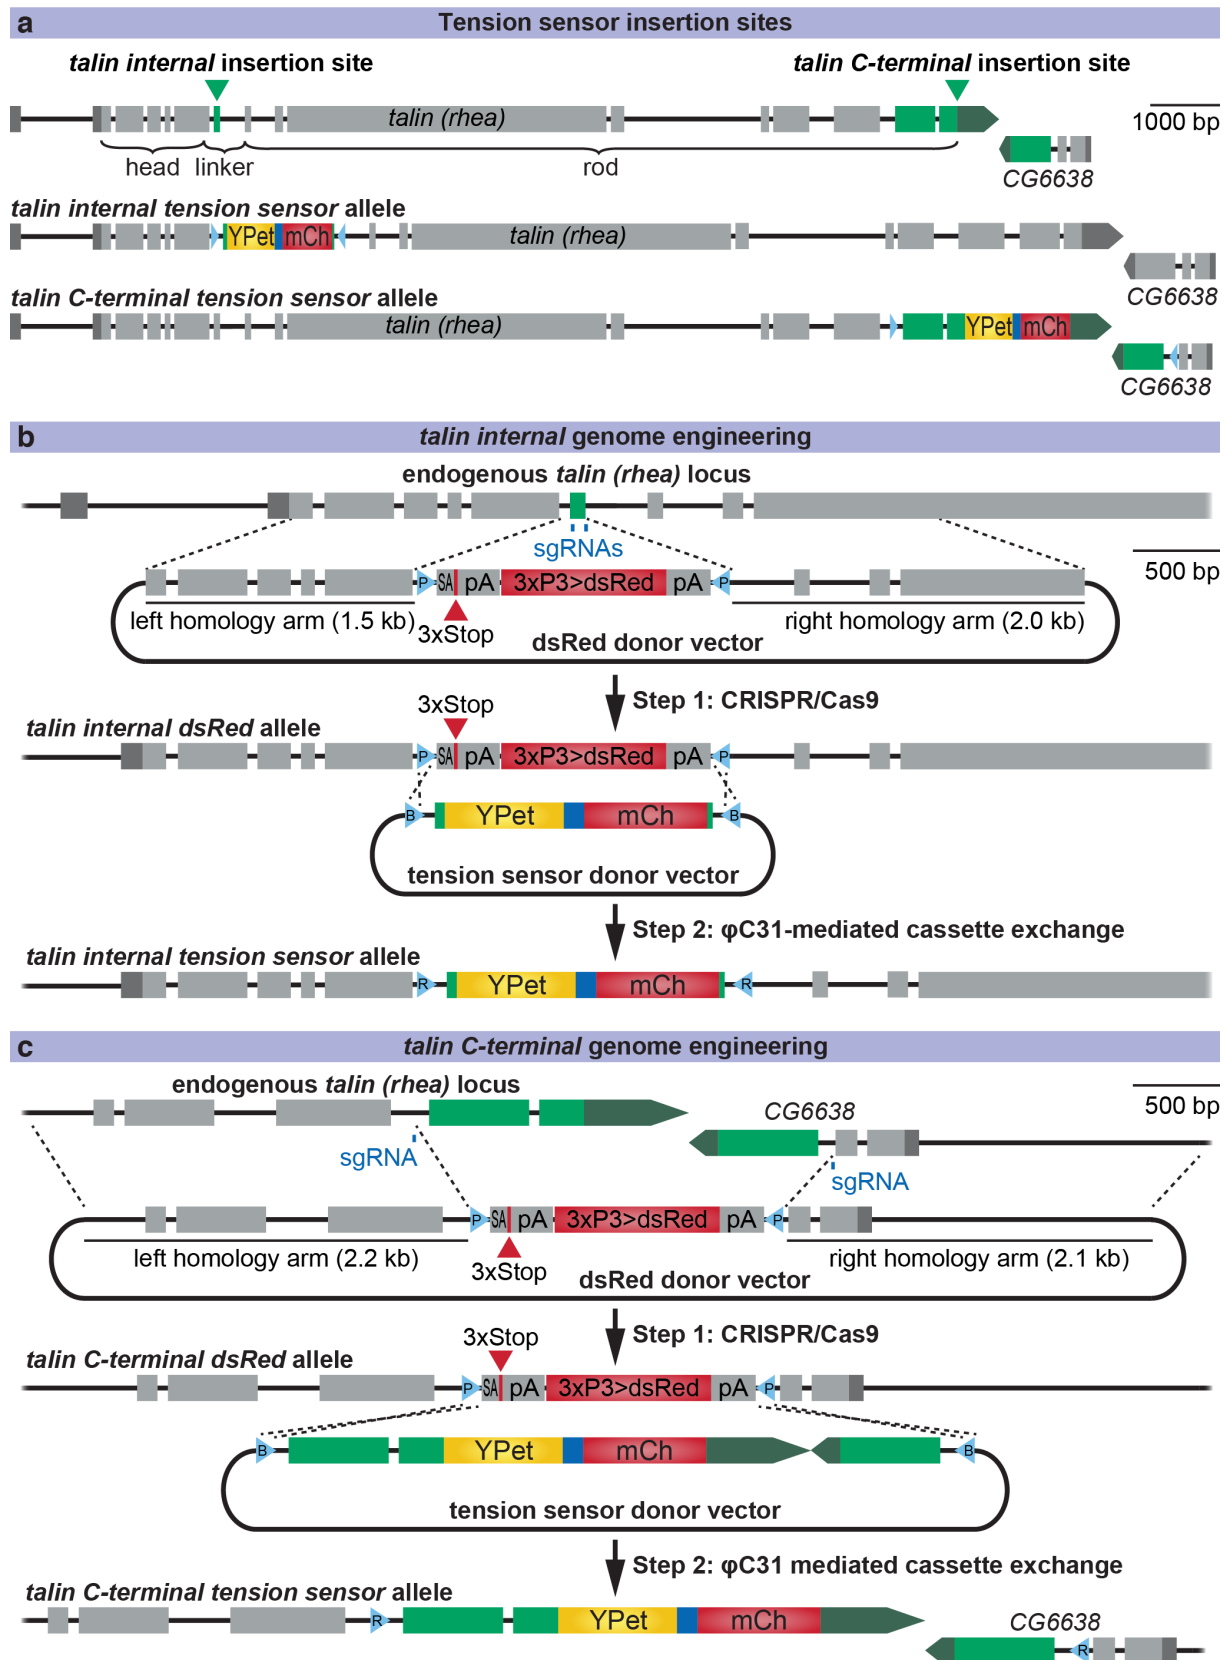 a
Tension sensor insertion sites
talin internal insertion site
talin C-terminal insertion site
talin (rhea)
1000 bp
head
linker
rod
CG6638
talin internal tension sensor allele
YPet
mCh
talin (rhea)
CG6638
talin C-terminal tension sensor allele
talin (rhea)
YPet
mCh
CG6638
b
talin internal genome engineering
endogenous talin (rhea) locus
sgRNAs
500 bp
P
SA
pA
3xP3>dsRed
pA
P
left homology arm (1.5 kb)
3xStop
right homology arm (2.0 kb)
dsRed donor vector
Step 1: CRISPR/Cas9
3xStop
talin internal dsRed allele
P
SA
pA
3xP3>dsRed
pA
P
B
YPet
mCh
B
tension sensor donor vector
Step 2: φC31-mediated cassette exchange
talin internal tension sensor allele
R
YPet
mCh
R
c
talin C-terminal genome engineering
endogenous talin (rhea) locus
500 bp
CG6638
sgRNA
sgRNA
P
SA
pA
3xP3>dsRed
pA
P
left homology arm (2.2 kb)
3xStop
right homology arm (2.1 kb)
dsRed donor vector
Step 1: CRISPR/Cas9
3xStop
talin C-terminal dsRed allele
P
SA
pA
3xP3>dsRed
pA
P
B
YPet
mCh
B
tension sensor donor vector
Step 2: φC31 mediated cassette exchange
talin C-terminal tension sensor allele
R
YPet
mCh
CG6638
R